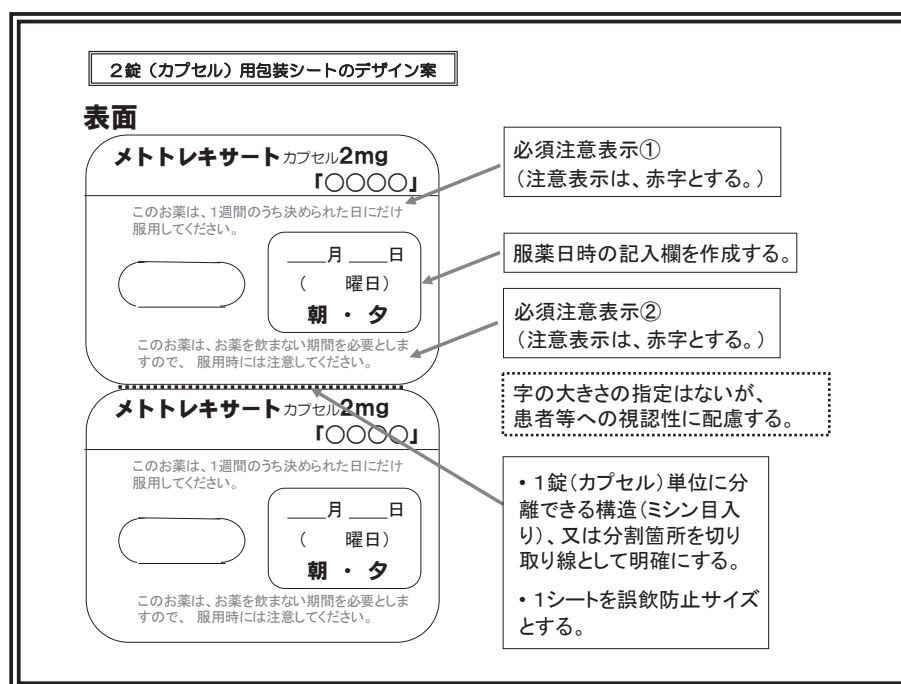 ２錠（カプセル）用包装シートのデザイン案
表面
メトトレキサート カプセル2mg
「○○○○」
このお薬は、1週間のうち決められた日にだけ
服用してください。
____月 ____日
（　　曜日）
朝 ・ 夕
このお薬は、お薬を飲まない期間を必要としま
すので、 服用時には注意してください。
メトトレキサート カプセル2mg
「○○○○」
このお薬は、1週間のうち決められた日にだけ
服用してください。
____月 ____日
（　　曜日）
朝 ・ 夕
このお薬は、お薬を飲まない期間を必要としま
すので、 服用時には注意してください。
必須注意表示①
（注意表示は、赤字とする。）
服薬日時の記入欄を作成する。
必須注意表示②
（注意表示は、赤字とする。）
字の大きさの指定はないが、
患者等への視認性に配慮する。
・１錠（カプセル）単位に分
離できる構造（ミシン目入
り）、又は分割箇所を切り
取り線として明確にする。
・1シートを誤飲防止サイズ
とする。